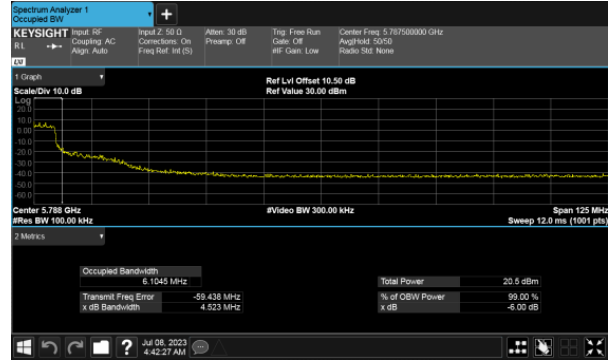 Spectrum Analyzer 1
Occupied BW
KEYSIGHT
RL
Input: RF
Coupling: AC
Align: Auto
Input Z: 50 Ω
Corrections: On
Freq Ref: Int (S)
Atten: 30 dB
Preamp: Off
Trig: Free Run
Gate: Off
#IF Gain: Low
Center Freq: 5.787500000 GHz
Avg|Hold: 50/50
Radio Std: None
1 Graph
Scale/Div 10.0 dB
Ref Lvl Offset 10.50 dB
Ref Value 30.00 dBm
Log
20.0
10.0
0.00
-10.0
-20.0
-30.0
-40.0
-50.0
-60.0
Center 5.788 GHz
#Res BW 100.00 kHz
#Video BW 300.00 kHz
Span 125 MHz
Sweep 12.0 ms (1001 pts)
2 Metrics
Occupied Bandwidth
6.1045 MHz
Transmit Freq Error -59.438 MHz
x dB Bandwidth 4.523 MHz
Total Power 20.5 dBm
% of OBW Power 99.00 %
x dB -6.00 dB
Jul 08, 2023
4:42:27 AM